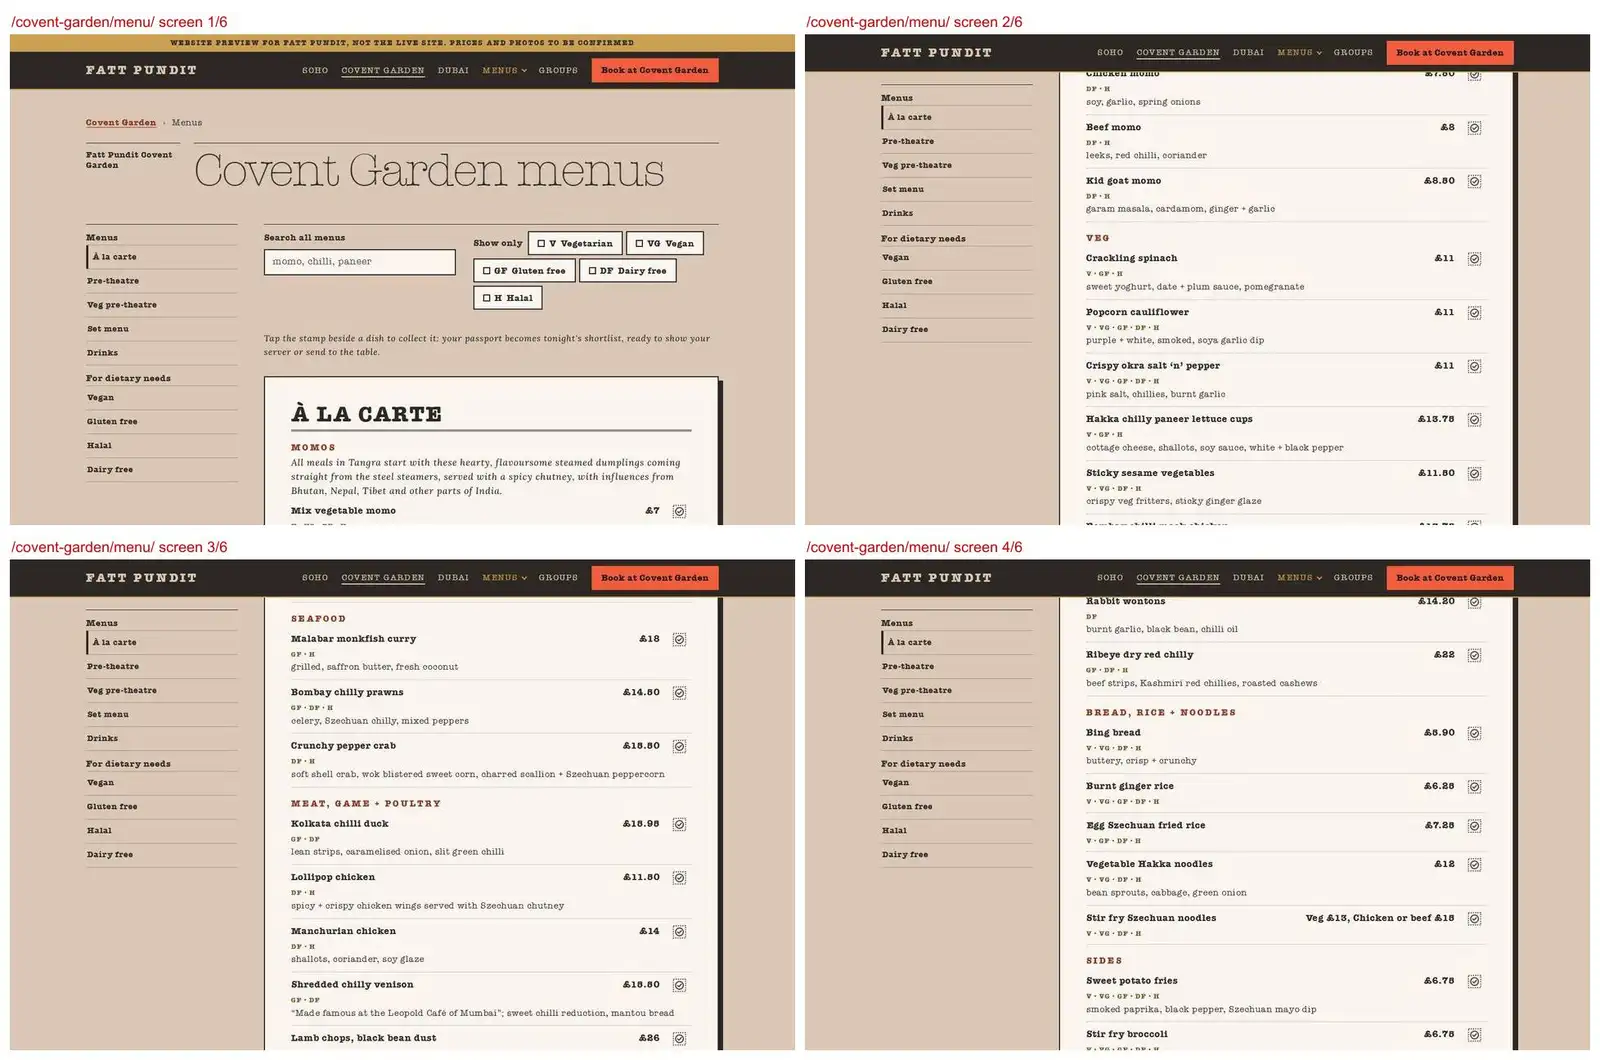 /covent-garden/menu/ screen 1/6
WEBSITE PREVIEW FOR FATT PUNDIT, NOT THE LIVE SITE. PRICES AND PHOTOS TO BE CONFIRMED
FATT PUNDIT
SOHO COVENT GARDEN DUBAI MENUS GROUPS Book at Covent Garden
Covent Garden › Menus
Fatt Pundit Covent
Garden
Covent Garden menus
Menus
À la carte
Pre-theatre
Veg pre-theatre
Set menu
Drinks
For dietary needs
Vegan
Gluten free
Halal
Dairy free
Search all menus
momo, chilli, paneer
Show only V Vegetarian VG Vegan
GF Gluten free DF Dairy free
H Halal
Tap the stamp beside a dish to collect it; your passport becomes tonight's shortlist, ready to show your
server or send to the table.
À LA CARTE
MOMOS
All meals in Tangra start with these hearty, flavoursome steamed dumplings coming
straight from the steel steamers, served with a spicy chutney, with influences from
Bhutan, Nepal, Tibet and other parts of India.
Mix vegetable momo £7
/covent-garden/menu/ screen 2/6
FATT PUNDIT
SOHO COVENT GARDEN DUBAI MENUS GROUPS Book at Covent Garden
Menus
À la carte
Pre-theatre
Veg pre-theatre
Set menu
Drinks
For dietary needs
Vegan
Gluten free
Halal
Dairy free
Chicken momo £7.50
DF · H
soy, garlic, spring onions
Beef momo £8
DF · H
leeks, red chilli, coriander
Kid goat momo £8.50
DF · H
garam masala, cardamom, ginger + garlic
VEG
Crackling spinach £11
V · GF · H
sweet yoghurt, date + plum sauce, pomegranate
Popcorn cauliflower £11
V · VG · GF · DF · H
purple + white, smoked, soya garlic dip
Crispy okra salt ‘n’ pepper £11
V · VG · GF · DF · H
pink salt, chillies, burnt garlic
Hakka chilly paneer lettuce cups £13.75
V · GF · H
cottage cheese, shallots, soy sauce, white + black pepper
Sticky sesame vegetables £11.50
V · VG · DF · H
crispy veg fritters, sticky ginger glaze
/covent-garden/menu/ screen 3/6
FATT PUNDIT
SOHO COVENT GARDEN DUBAI MENUS GROUPS Book at Covent Garden
Menus
À la carte
Pre-theatre
Veg pre-theatre
Set menu
Drinks
For dietary needs
Vegan
Gluten free
Halal
Dairy free
SEAFOOD
Malabar monkfish curry £18
GF · H
grilled, saffron butter, fresh coconut
Bombay chilly prawns £14.50
GF · DF · H
celery, Szechuan chilly, mixed peppers
Crunchy pepper crab £15.50
DF · H
soft shell crab, wok blistered sweet corn, charred scallion + Szechuan peppercorn
MEAT, GAME + POULTRY
Kolkata chilli duck £15.95
GF · DF
lean strips, caramelised onion, slit green chilli
Lollipop chicken £11.50
DF · H
spicy + crispy chicken wings served with Szechuan chutney
Manchurian chicken £14
DF · H
shallots, coriander, soy glaze
Shredded chilly venison £15.50
GF · DF
“Made famous at the Leopold Café of Mumbai”; sweet chilli reduction, mantou bread
Lamb chops, black bean dust £26
/covent-garden/menu/ screen 4/6
FATT PUNDIT
SOHO COVENT GARDEN DUBAI MENUS GROUPS Book at Covent Garden
Menus
À la carte
Pre-theatre
Veg pre-theatre
Set menu
Drinks
For dietary needs
Vegan
Gluten free
Halal
Dairy free
Rabbit wontons £14.20
DF
burnt garlic, black bean, chilli oil
Ribeye dry red chilly £22
GF · DF · H
beef strips, Kashmiri red chillies, roasted cashews
BREAD, RICE + NOODLES
Bing bread £5.90
V · VG · DF · H
buttery, crisp + crunchy
Burnt ginger rice £6.25
V · VG · GF · DF · H
Egg Szechuan fried rice £7.25
V · GF · DF · H
Vegetable Hakka noodles £12
V · VG · DF · H
bean sprouts, cabbage, green onion
Stir fry Szechuan noodles Veg £13, Chicken or beef £15
V · VG · DF · H
SIDES
Sweet potato fries £6.75
V · VG · GF · DF · H
smoked paprika, black pepper, Szechuan mayo dip
Stir fry broccoli £6.75